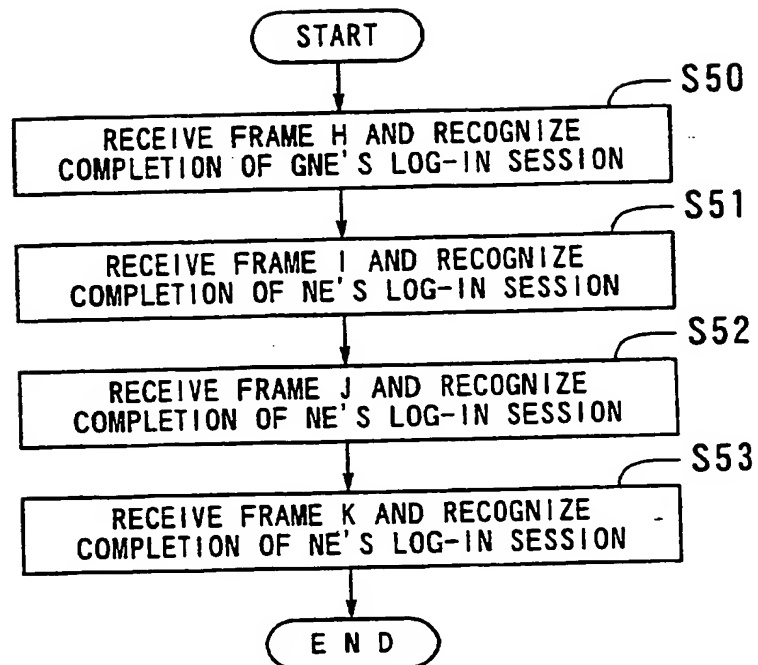 START
S50
RECEIVE FRAME H AND RECOGNIZE
COMPLETION OF GNE'S LOG-IN SESSION
S51
RECEIVE FRAME I AND RECOGNIZE
COMPLETION OF NE'S LOG-IN SESSION
S52
RECEIVE FRAME J AND RECOGNIZE
COMPLETION OF NE'S LOG-IN SESSION
S53
RECEIVE FRAME K AND RECOGNIZE
COMPLETION OF NE'S LOG-IN SESSION
E N D